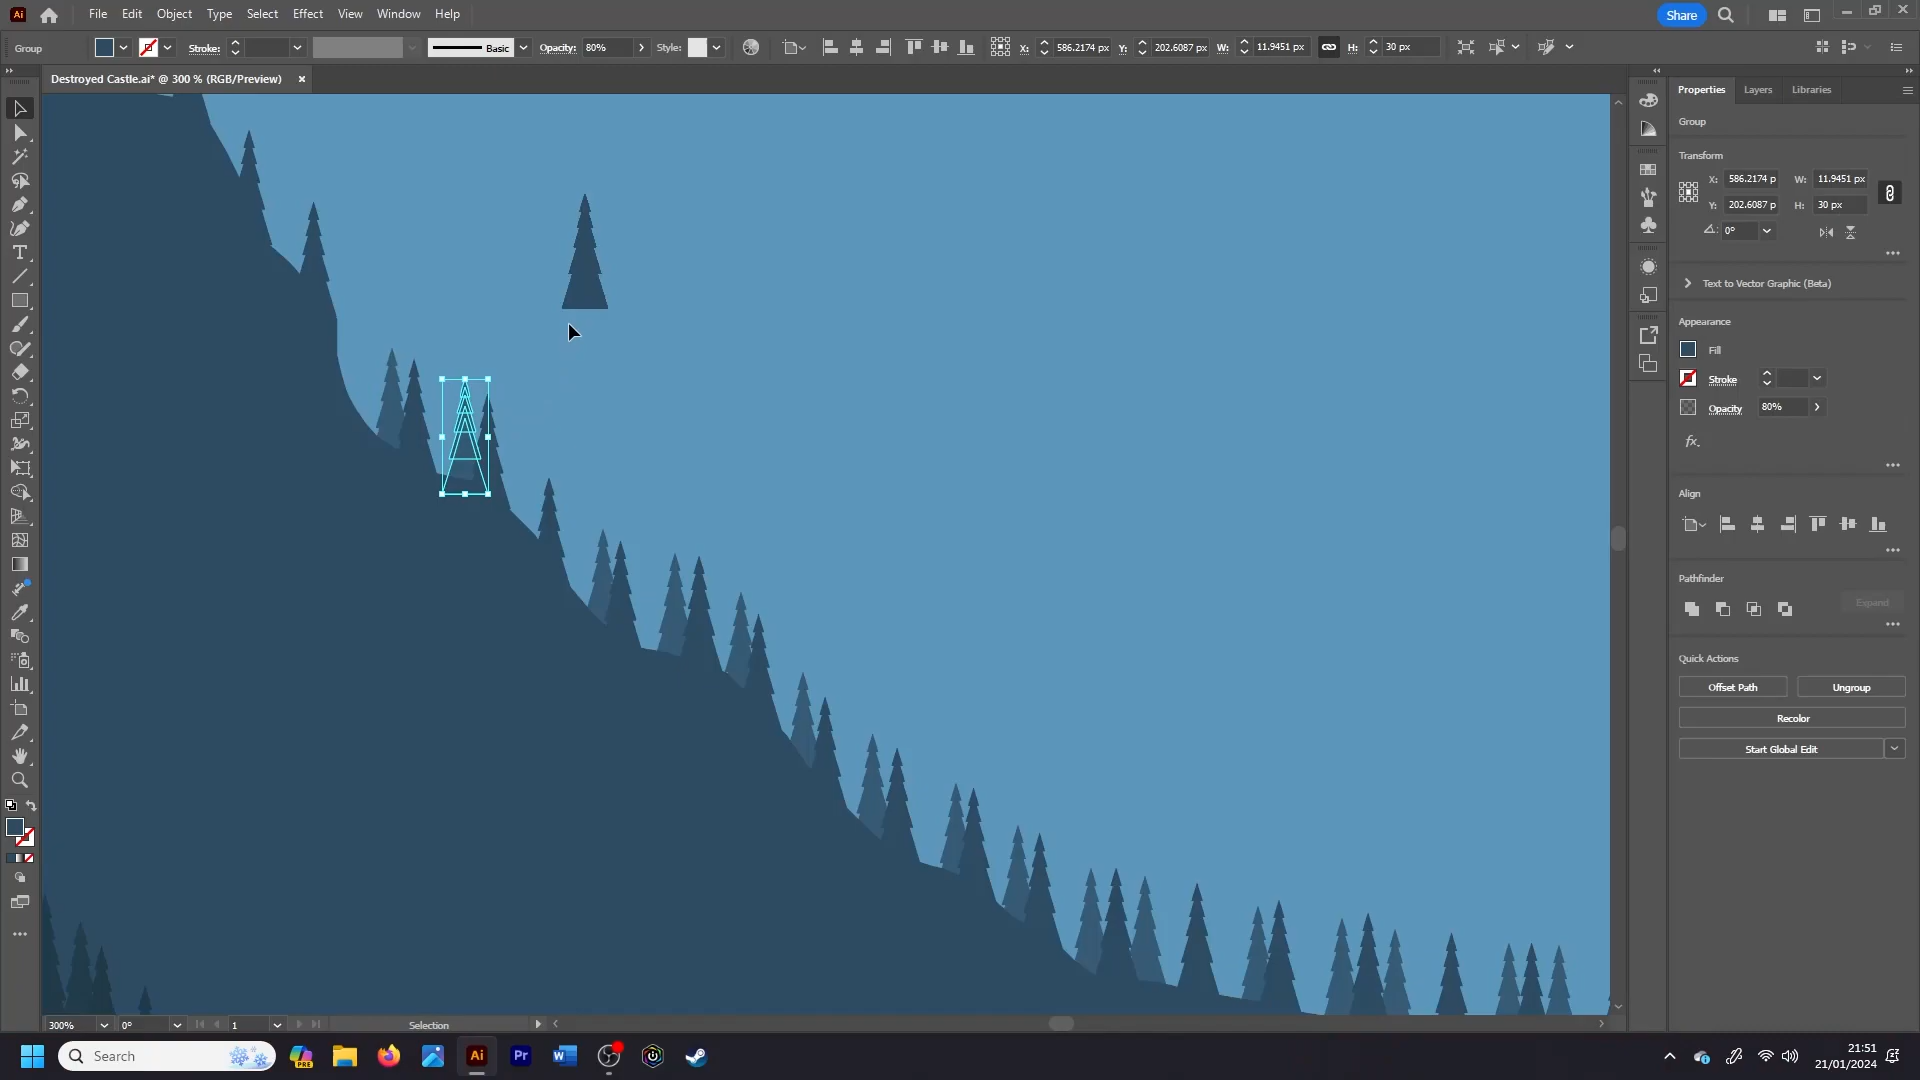 Ai File Edit Object Type Select Effect View Window Help Share
Group Stroke: Basic Opacity: 80% Style: X: 586.2174 px Y: 202.6087 px W: 11.9451 px H: 30 px
Destroyed Castle.ai* @ 300 % (RGB/Preview) ×
Properties Layers Libraries
Group
Transform
X: 586.2174 p W: 11.9451 px
Y: 202.6087 p H: 30 px
0°
Text to Vector Graphic (Beta)
Appearance
Fill
Stroke
Opacity 80%
fx.
Align
Pathfinder
Expand
Quick Actions
Offset Path Ungroup
Recolor
Start Global Edit
300% 0° 1 Selection
Search PRE Ai Pr W 21:51
21/01/2024